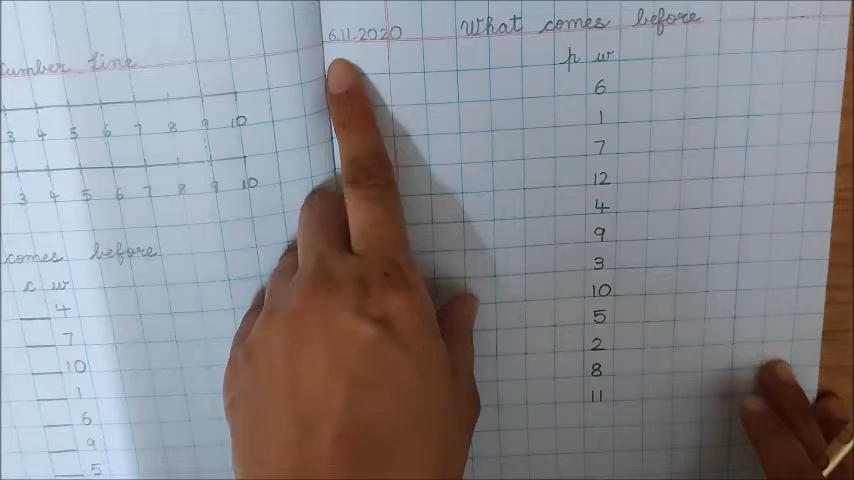 Number Line
3 4 5 6 7 8 9 10
3 4 5 6 7 8 9 10
comes before
c w
4
7
10
1
6
9
5
6.11.2020 What comes before
p w
6
1
7
12
4
9
3
10
5
2
8
11